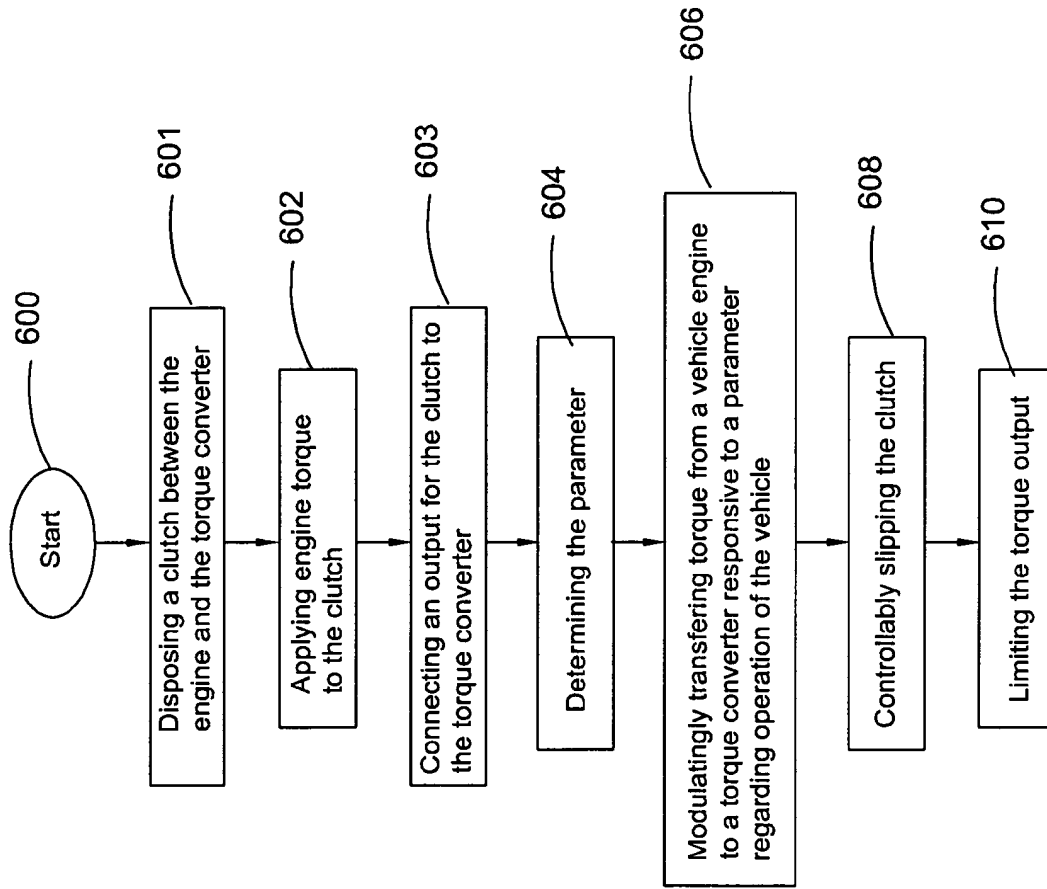 600
Start
601
Disposing a clutch between the
engine and the torque converter
602
Applying engine torque
to the clutch
603
Connecting an output for the clutch to
the torque converter
604
Determining the parameter
606
Modulatingly transfering torque from a vehicle engine
to a torque converter responsive to a parameter
regarding operation of the vehicle
608
Controllably slipping the clutch
610
Limiting the torque output